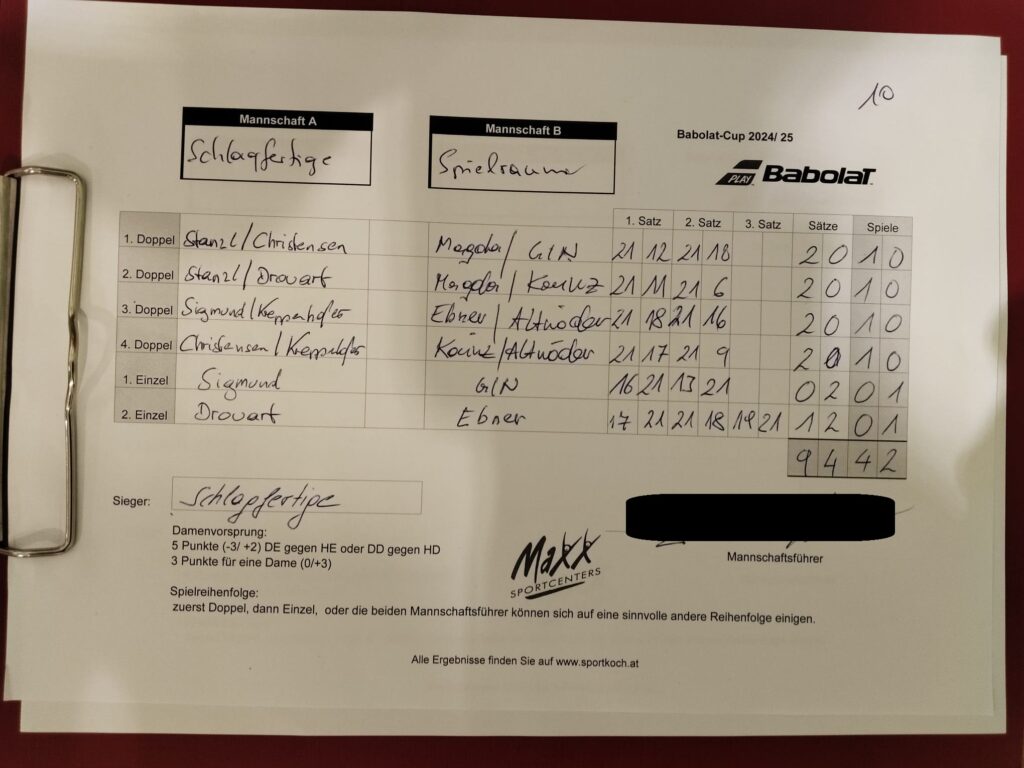 10
Mannschaft A
Mannschaft B
Babolat-Cup 2024/ 25
Schlagfertige
Spielraum
PLAY BabolaT
1. Satz 2. Satz 3. Satz Sätze Spiele
1. Doppel Stanzl/Christensen Magda/GIN 21 12 21 18 2 0 1 0
2. Doppel Stanzl/Drouart Magda/Kainz 21 11 21 6 2 0 1 0
3. Doppel Sigmund/Kreppenhofer Ebner/Altnöder 21 18 21 16 2 0 1 0
4. Doppel Christensen/Kreppenhofer Kainz/Altnöder 21 17 21 9 2 0 1 0
1. Einzel Sigmund GIN 16 21 13 21 0 2 0 1
2. Einzel Drouart Ebner 17 21 21 18 19 21 1 2 0 1
9 4 4 2
Sieger: Schlagfertige
Damenvorsprung:
5 Punkte (-3/ +2) DE gegen HE oder DD gegen HD
3 Punkte für eine Dame (0/+3)
MaXX
SPORTCENTERS
Mannschaftsführer
Spielreihenfolge:
zuerst Doppel, dann Einzel, oder die beiden Mannschaftsführer können sich auf eine sinnvolle andere Reihenfolge einigen.
Alle Ergebnisse finden Sie auf www.sportkoch.at